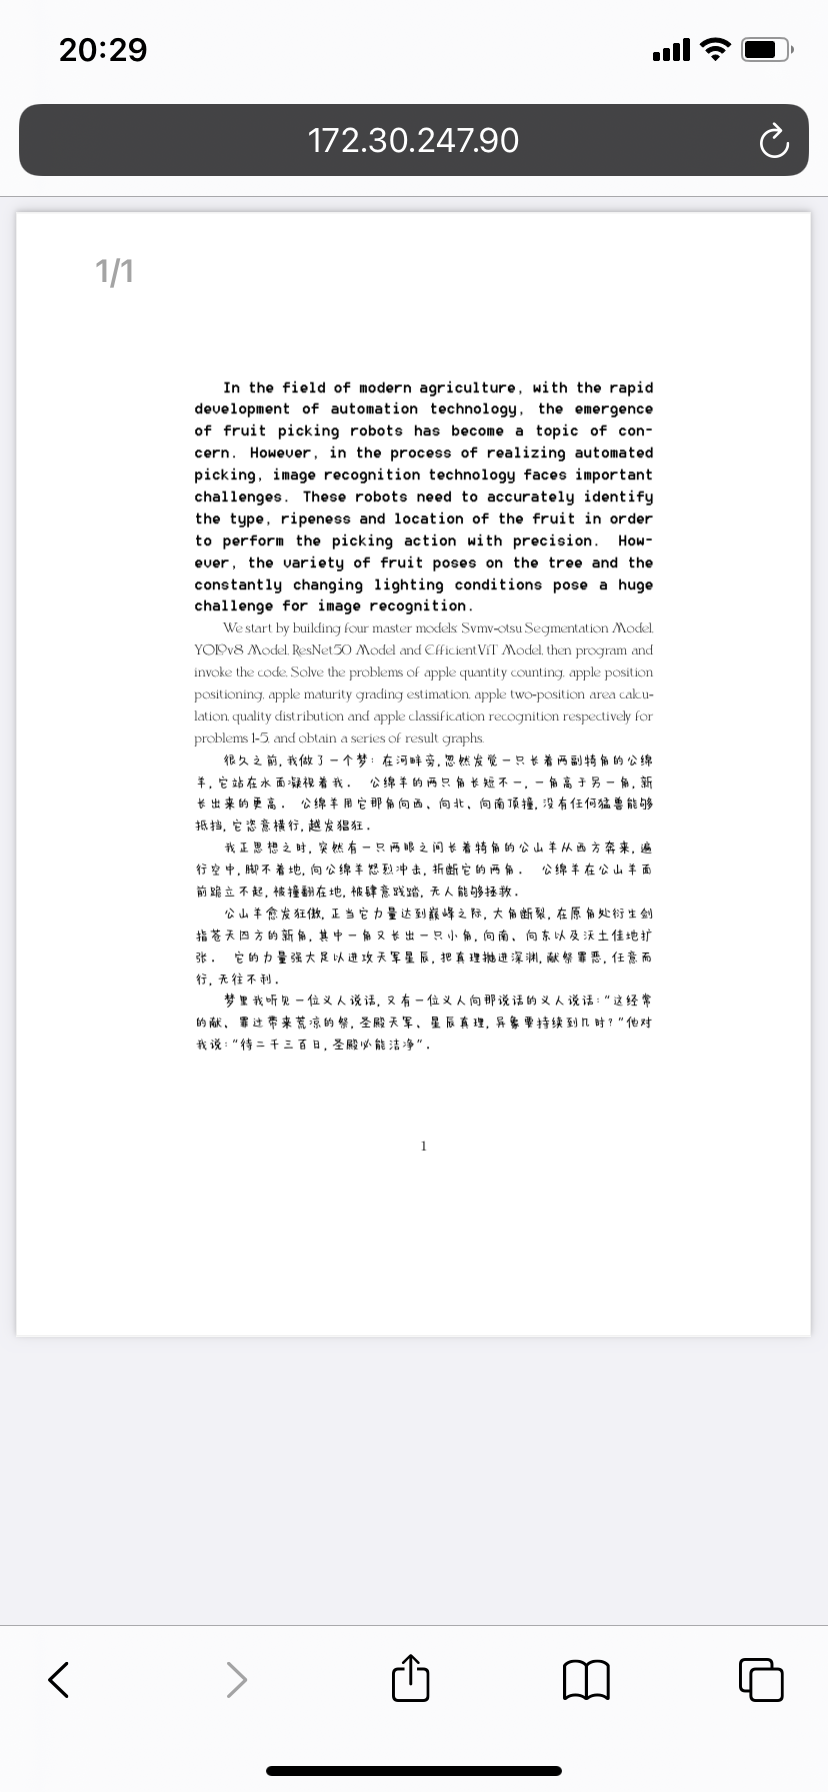 20:29
172.30.247.90
1/1
In the field of modern agriculture, with the rapid
development of automation technology, the emergence
of fruit picking robots has become a topic of con-
cern. However, in the process of realizing automated
picking, image recognition technology faces important
challenges. These robots need to accurately identify
the type, ripeness and location of the fruit in order
to perform the picking action with precision. How-
ever, the variety of fruit poses on the tree and the
constantly changing lighting conditions pose a huge
challenge for image recognition.
We start by building four master models: Svmv-otsu Segmentation Model,
YOLOv8 Model, ResNet50 Model and EfficientViT Model, then program and
invoke the code. Solve the problems of apple quantity counting, apple position
positioning, apple maturity grading estimation, apple two-position area calcu-
lation, quality distribution and apple classification recognition respectively for
problems 1-5, and obtain a series of result graphs.
很久之前，我做了一个梦：在河畔旁，忽然发觉一只长着两副犄角的公绵
羊，它站在水面凝视着我． 公绵羊的两只角长短不一，一角高于另一角，新
长出来的更高． 公绵羊用它那角向西、向北、向南顶撞，没有任何猛兽能够
抵挡，它恣意横行，越发猖狂．
我正思想之时，突然有一只两眼之间长着犄角的公山羊从西方奔来，遍
行空中，脚不着地，向公绵羊怒烈冲击，折断它的两角． 公绵羊在公山羊面
前站立不起，被撞翻在地，被肆意践踏，无人能够拯救．
公山羊愈发狂傲，正当它力量达到巅峰之际，大角断裂，在原角处衍生剑
指苍天四方的新角，其中一角又长出一只小角，向南、向东以及沃土佳地扩
张． 它的力量强大足以进攻天军星辰，把真理抛进深渊，献祭罪恶，任意而
行，无往不利．
梦里我听见一位义人说话，又有一位义人向那说话的义人说话：“这经常
的献、罪过带来荒凉的祭，圣殿天军、星辰真理，异象要持续到几时？”他对
我说：“待二千三百日，圣殿必能洁净”．
1